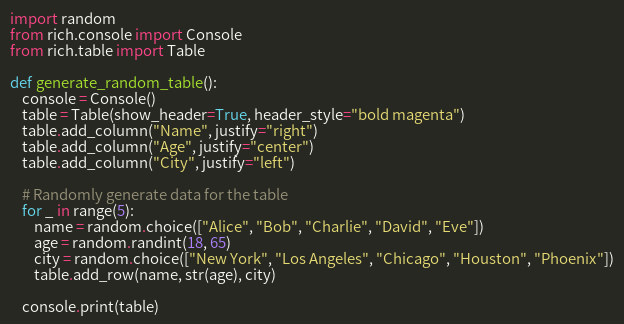 import random
from rich.console import Console
from rich.table import Table

def generate_random_table():
    console = Console()
    table = Table(show_header=True, header_style="bold magenta")
    table.add_column("Name", justify="right")
    table.add_column("Age", justify="center")
    table.add_column("City", justify="left")

    # Randomly generate data for the table
    for _ in range(5):
        name = random.choice(["Alice", "Bob", "Charlie", "David", "Eve"])
        age = random.randint(18, 65)
        city = random.choice(["New York", "Los Angeles", "Chicago", "Houston", "Phoenix"])
        table.add_row(name, str(age), city)

    console.print(table)